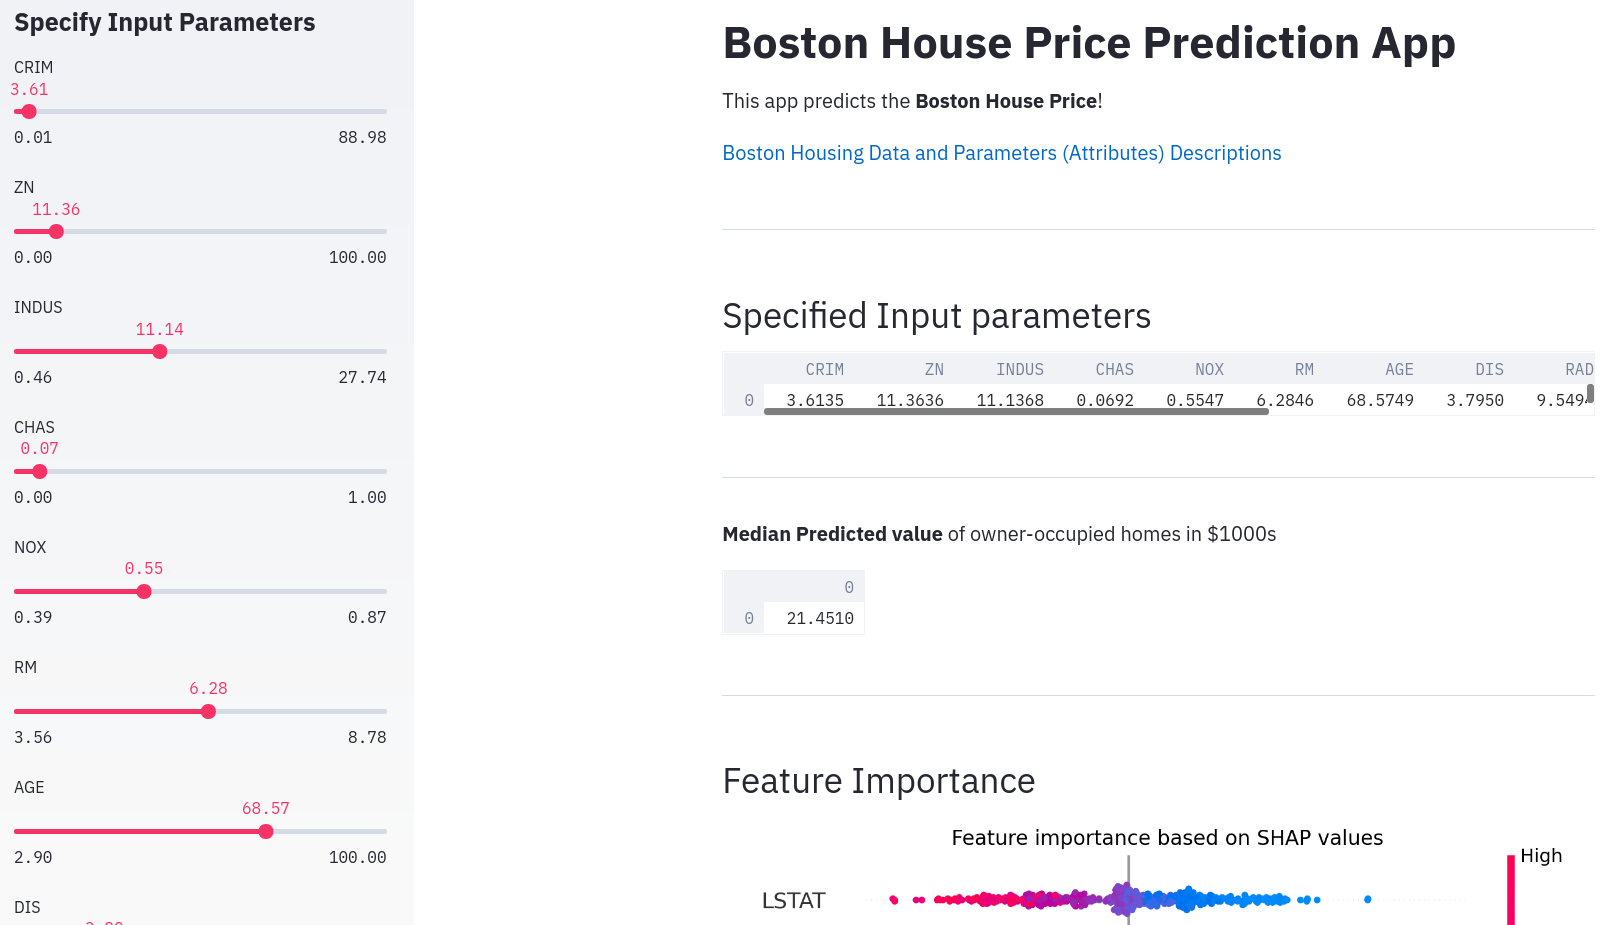 Specify Input Parameters
CRIM
3.61
0.01 88.98
ZN
11.36
0.00 100.00
INDUS
11.14
0.46 27.74
CHAS
0.07
0.00 1.00
NOX
0.55
0.39 0.87
RM
6.28
3.56 8.78
AGE
68.57
2.90 100.00
DIS
Boston House Price Prediction App
This app predicts the Boston House Price!
Boston Housing Data and Parameters (Attributes) Descriptions
Specified Input parameters
CRIM ZN INDUS CHAS NOX RM AGE DIS RAD
0 3.6135 11.3636 11.1368 0.0692 0.5547 6.2846 68.5749 3.7950
Median Predicted value of owner-occupied homes in $1000s
0
0 21.4510
Feature Importance
Feature importance based on SHAP values
High
LSTAT